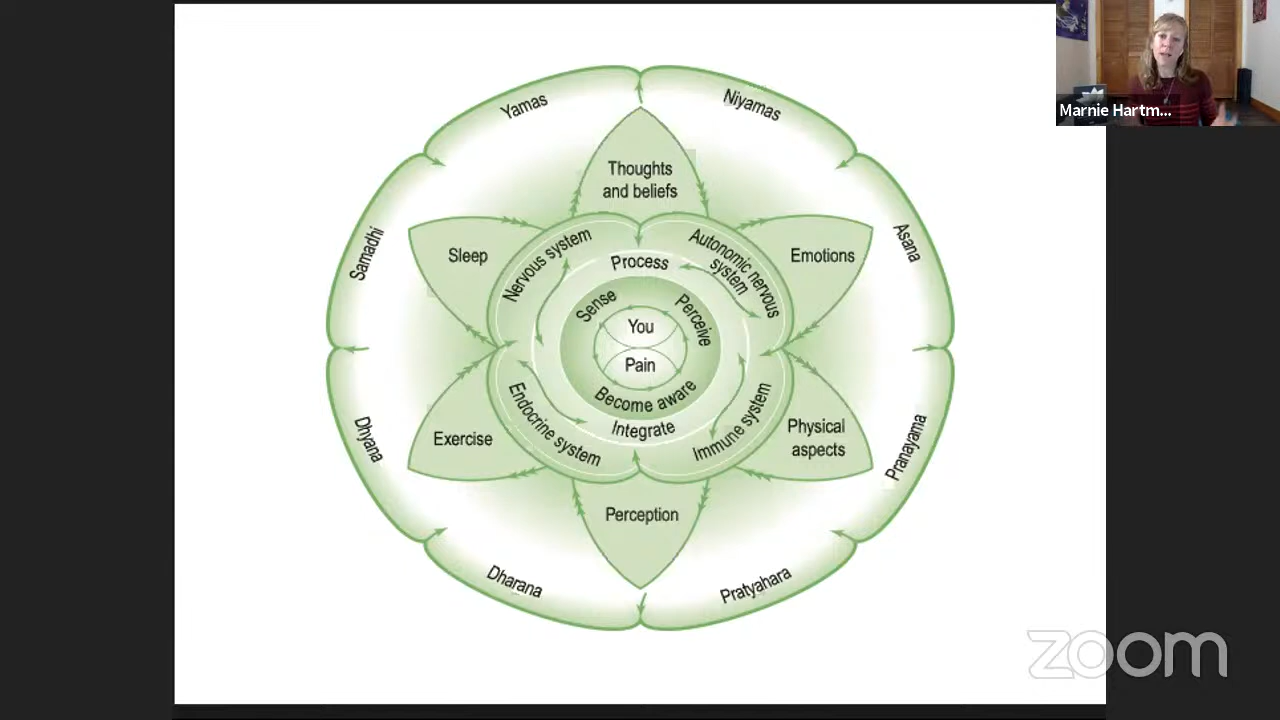 Marnie Hartm...
Yamas
Niyamas
Thoughts
and beliefs
Samadhi
Sleep
Nervous system
Process
Autonomic nervous
system
Emotions
Asana
Sense
You
Perceive
Pain
Become aware
Dhyana
Exercise
Endocrine system
Integrate
Immune system
Physical
aspects
Pranayama
Perception
Dharana
Pratyahara
zoom